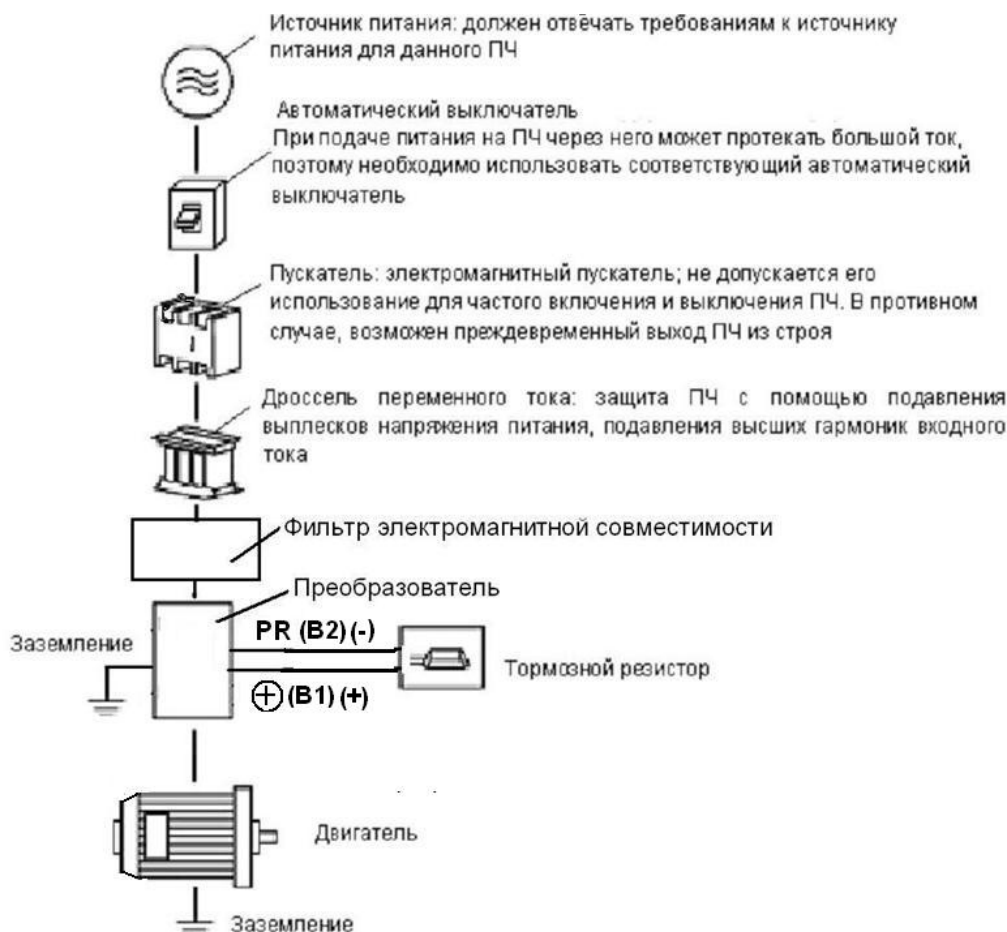 Источник питания: должен отвечать требованиям к источнику
питания для данного ПЧ
Автоматический выключатель
При подаче питания на ПЧ через него может протекать большой ток,
поэтому необходимо использовать соответствующий автоматический
выключатель
Пускатель: электромагнитный пускатель; не допускается его
использование для частого включения и выключения ПЧ. В противном
случае, возможен преждевременный выход ПЧ из строя
Дроссель переменного тока: защита ПЧ с помощью подавления
выплесков напряжения питания, подавления высших гармоник входного
тока
Фильтр электромагнитной совместимости
Преобразователь
PR (B2) (-)
Заземление
Тормозной резистор
(B1) (+)
Двигатель
Заземление